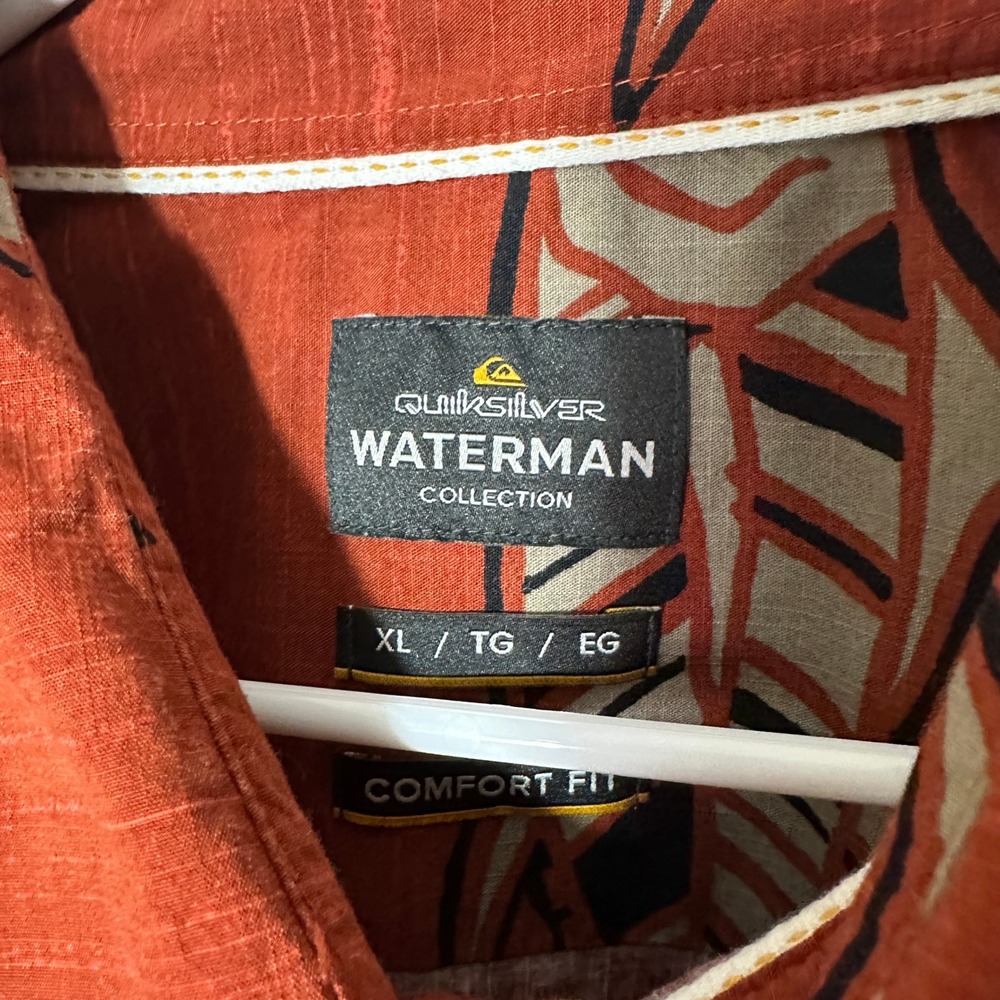 QUIKSILVER
WATERMAN
COLLECTION
XL / TG / EG
COMFORT FIT